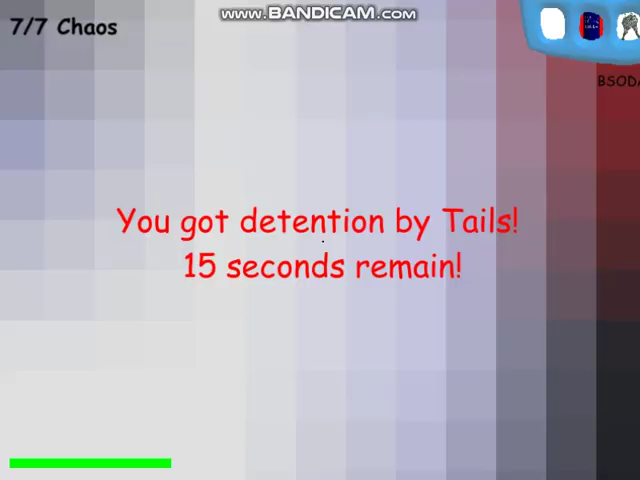 www.BANDICAM.com
7/7 Chaos
BSODA
You got detention by Tails!
15 seconds remain!